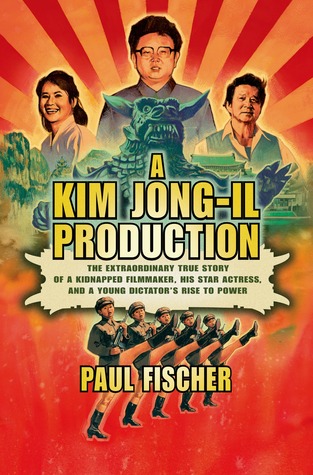 A
KIM JONG-IL
PRODUCTION
THE EXTRAORDINARY TRUE STORY
OF A KIDNAPPED FILMMAKER, HIS STAR ACTRESS,
AND A YOUNG DICTATOR'S RISE TO POWER
PAUL FISCHER